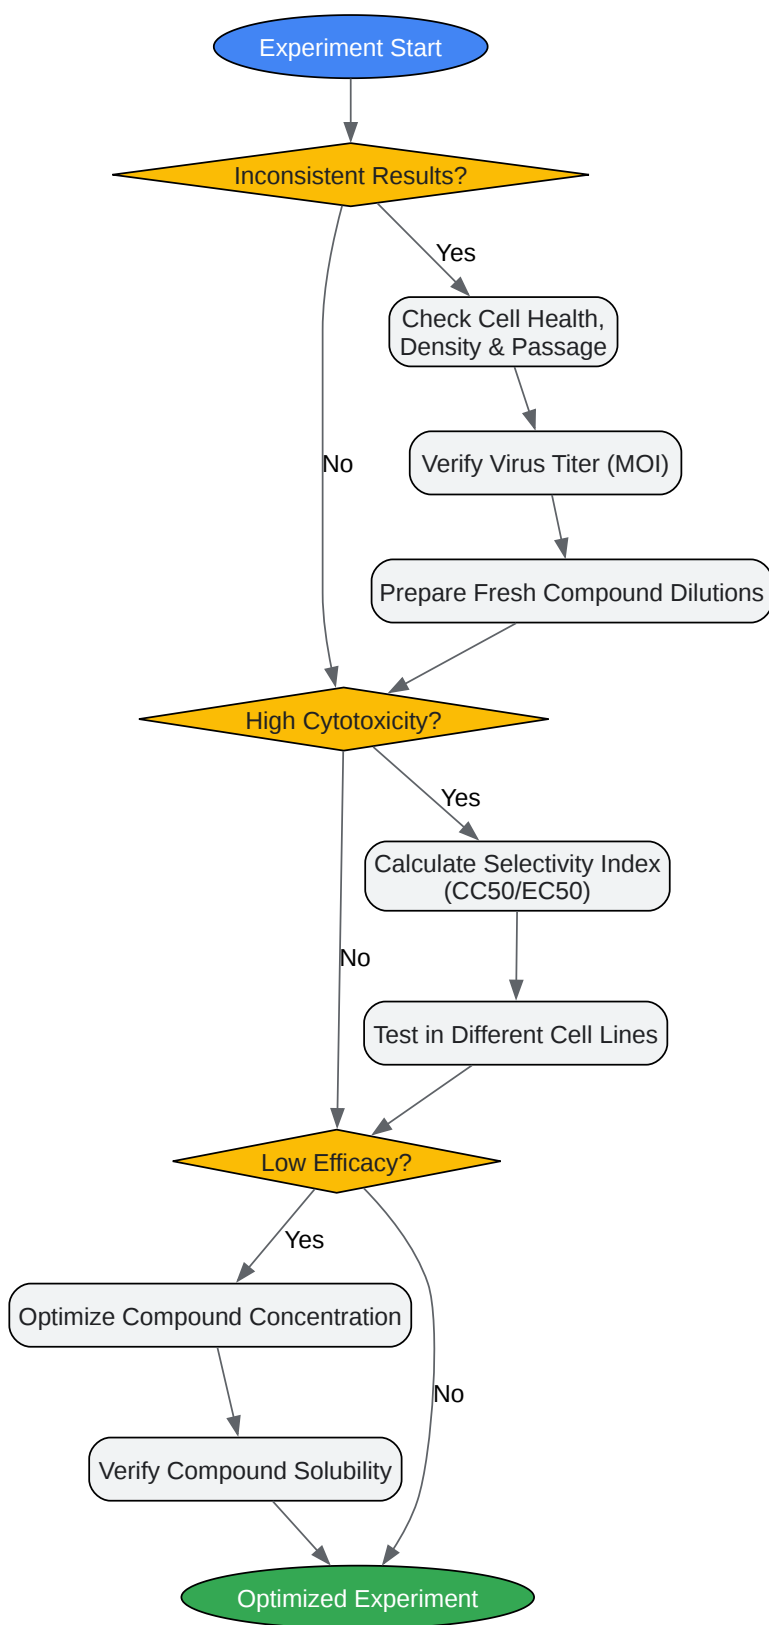 Experiment Start
Inconsistent Results?
Yes
Check Cell Health,
Density & Passage
No
Verify Virus Titer (MOI)
Prepare Fresh Compound Dilutions
High Cytotoxicity?
Yes
Calculate Selectivity Index
(CC50/EC50)
No
Test in Different Cell Lines
Low Efficacy?
Yes
Optimize Compound Concentration
No
Verify Compound Solubility
Optimized Experiment